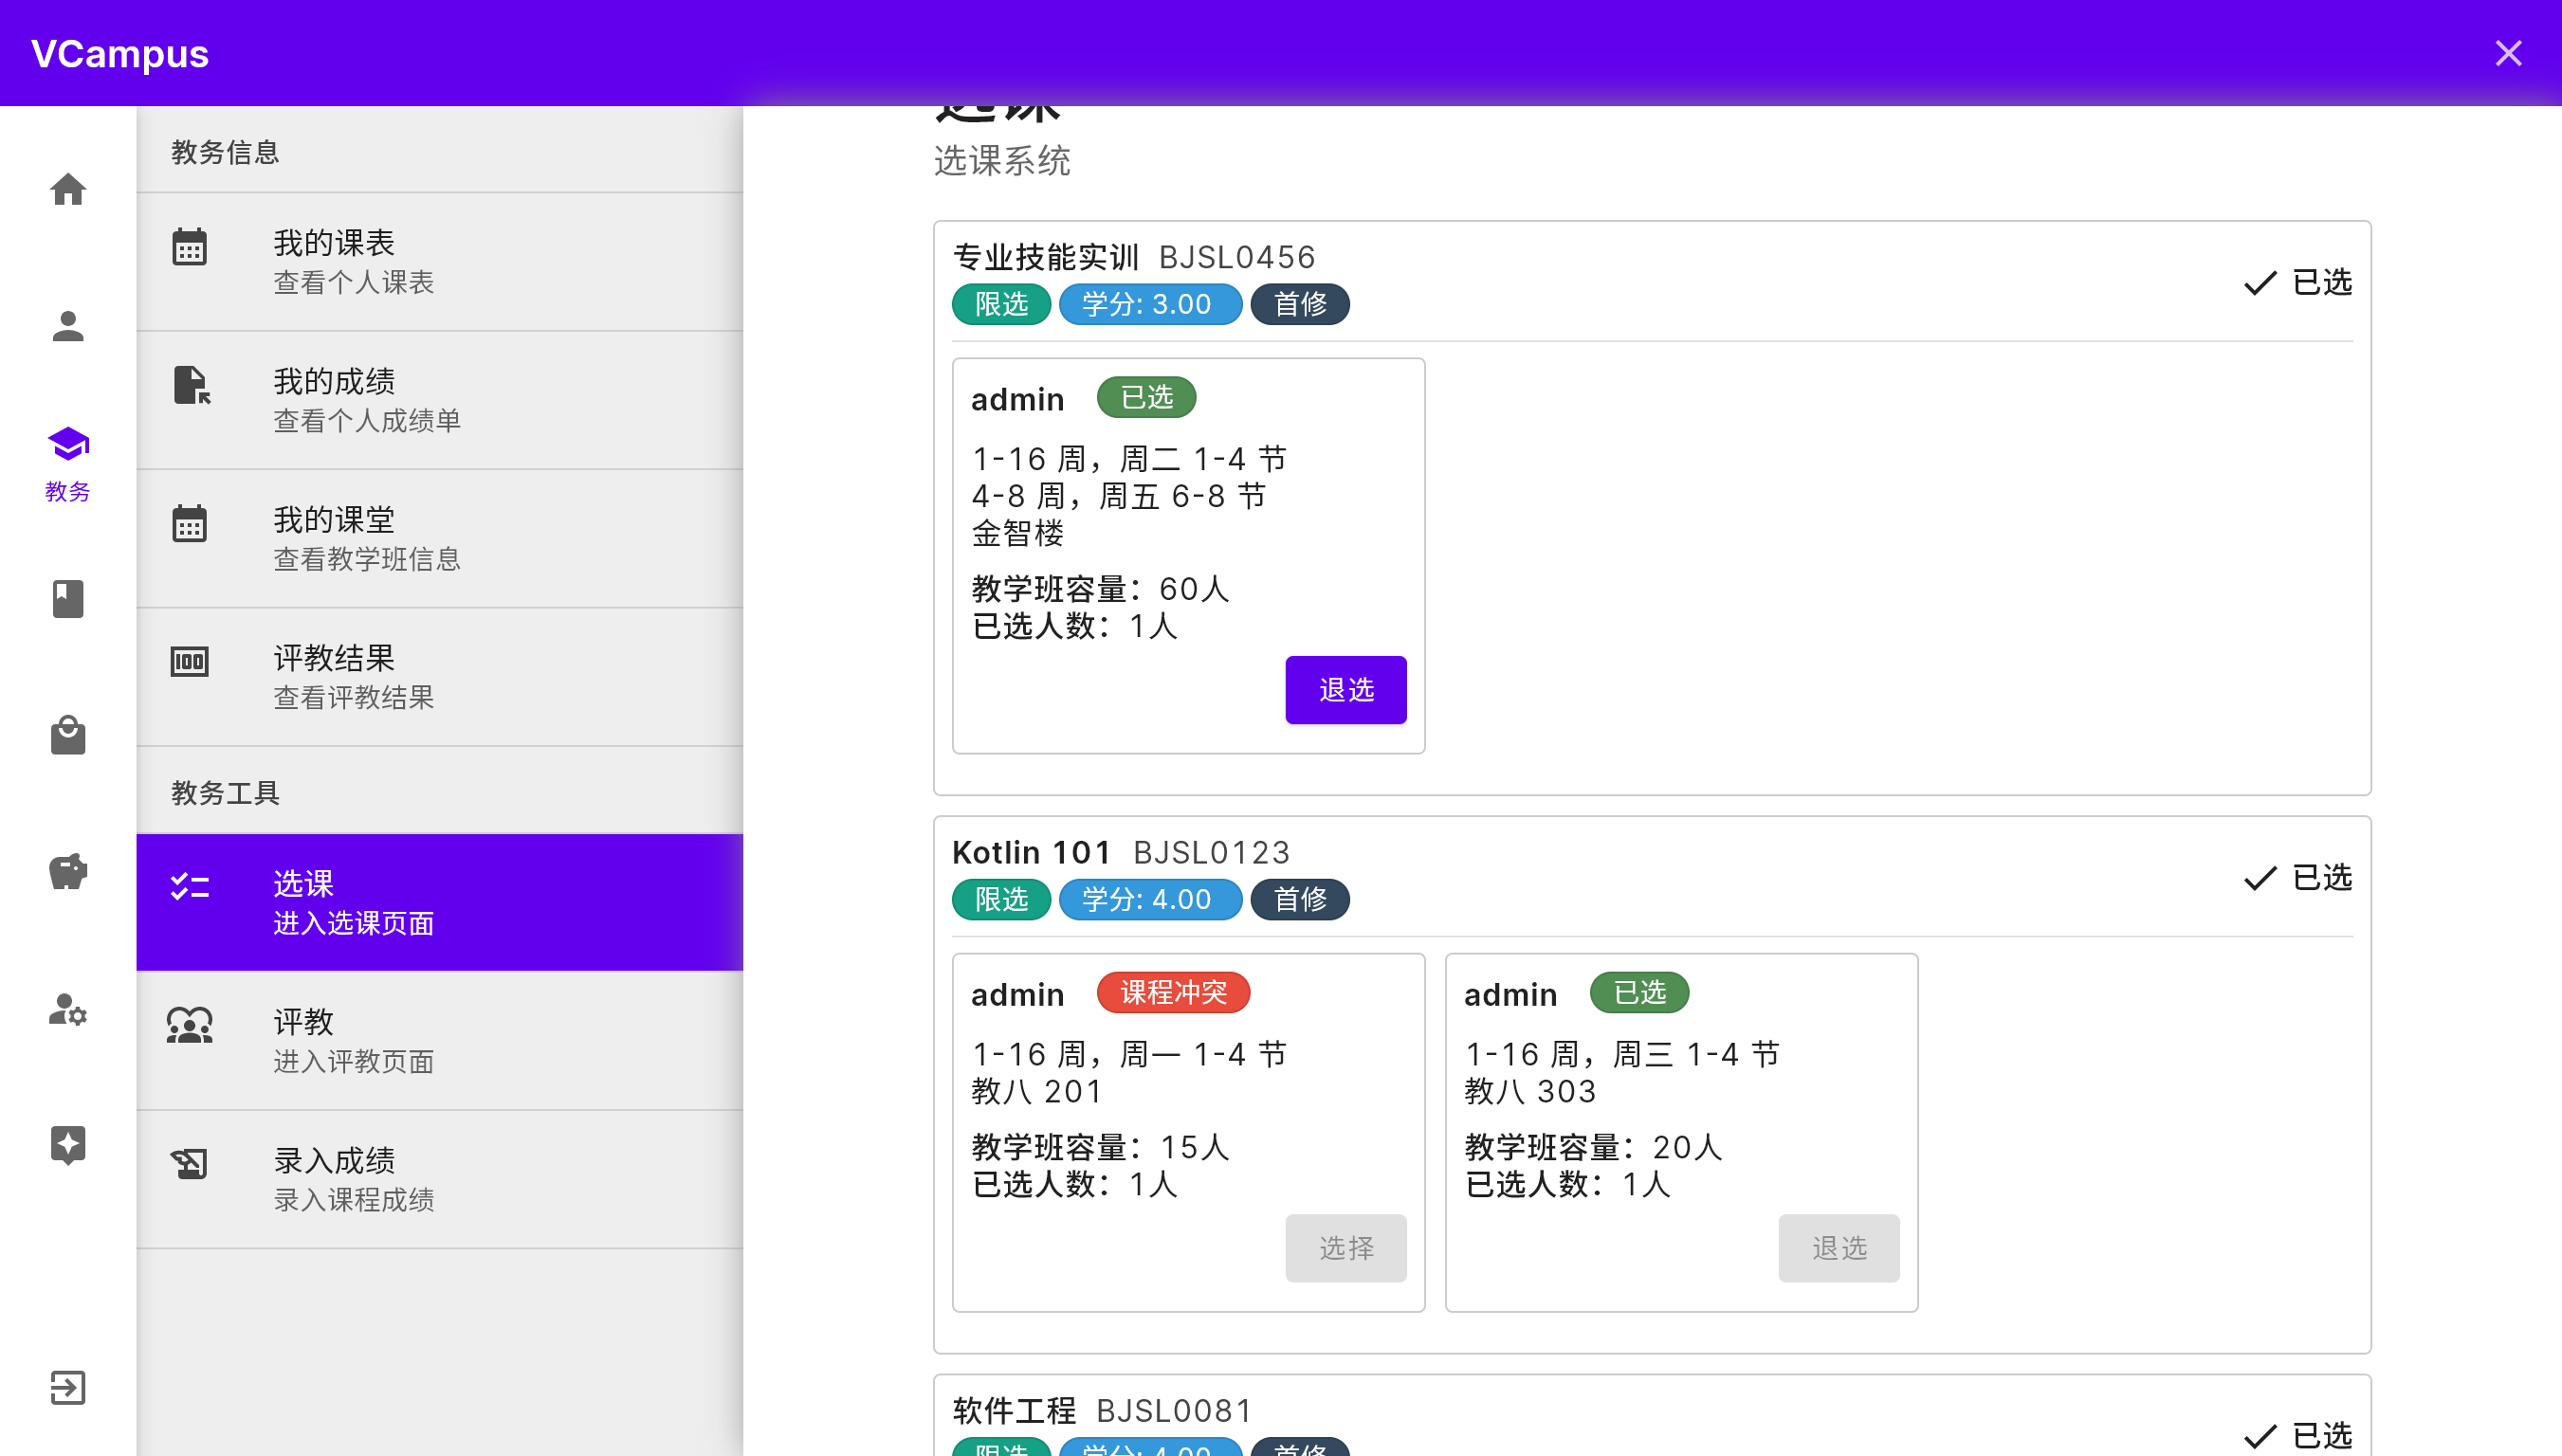 VCampus
教务
教务信息
我的课表
查看个人课表
我的成绩
查看个人成绩单
我的课堂
查看教学班信息
评教结果
查看评教结果
教务工具
选课
进入选课页面
评教
进入评教页面
录入成绩
录入课程成绩
选课
选课系统
专业技能实训 BJSL0456
限选 学分: 3.00 首修
已选
admin 已选
1-16 周，周二 1-4 节
4-8 周，周五 6-8 节
金智楼
教学班容量：60人
已选人数：1人
退选
Kotlin 101 BJSL0123
限选 学分: 4.00 首修
已选
admin 课程冲突
1-16 周，周一 1-4 节
教八 201
教学班容量：15人
已选人数：1人
选择
admin 已选
1-16 周，周三 1-4 节
教八 303
教学班容量：20人
已选人数：1人
退选
软件工程 BJSL0081
限选 学分: 4.00 首修
已选